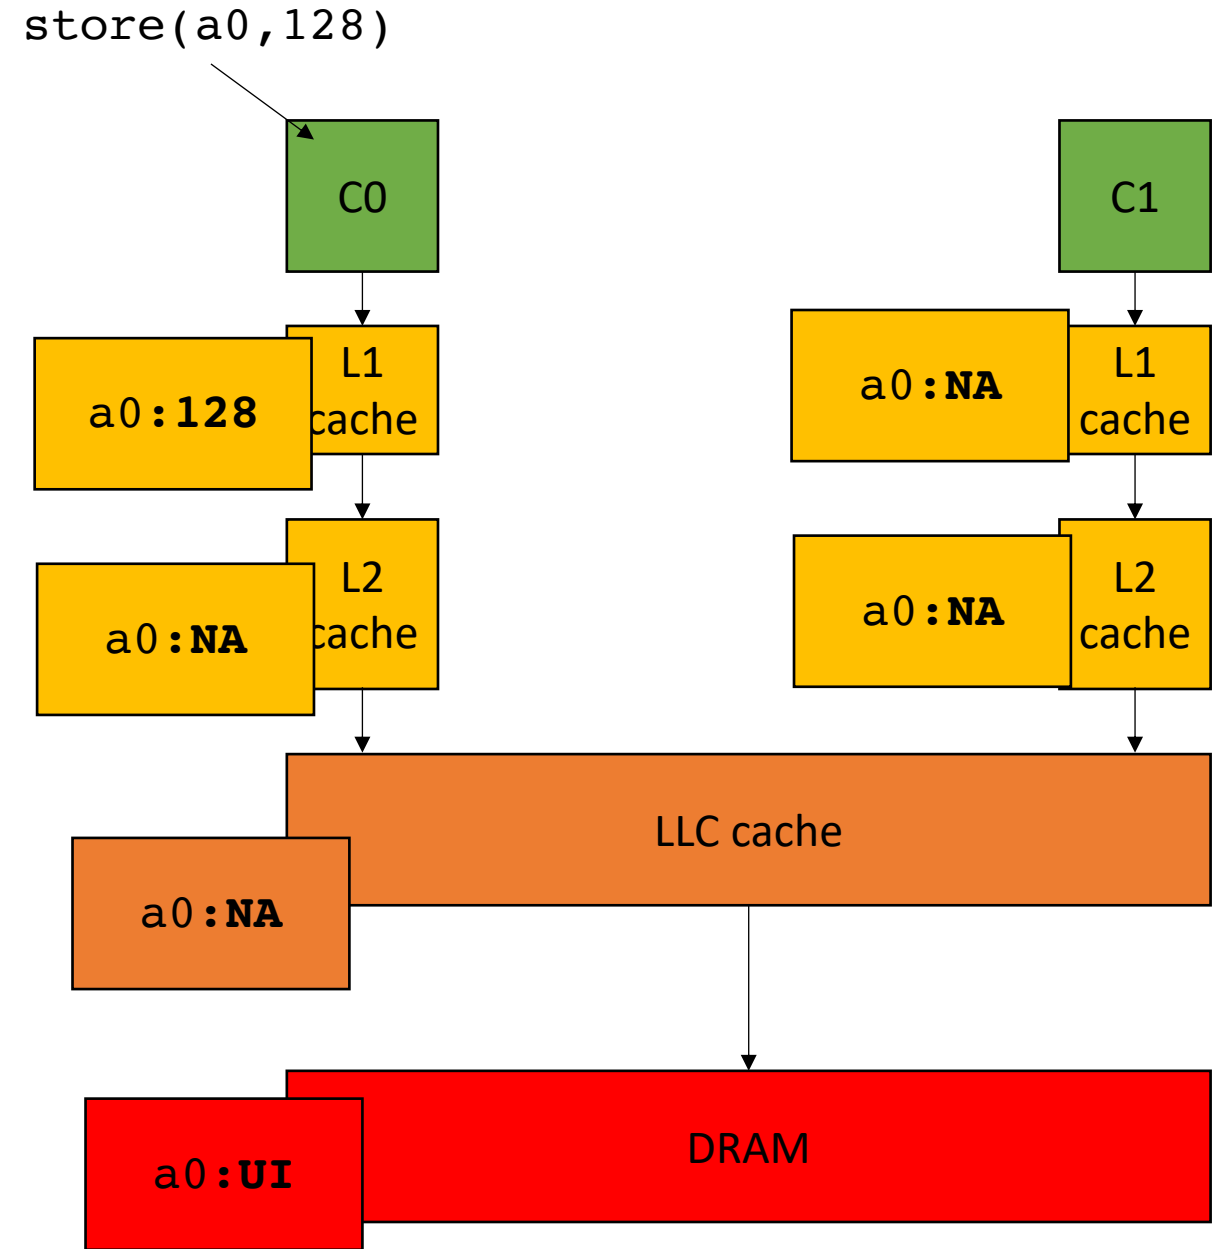 store(a0,128)
C0
C1
L1
cache
a0:128
a0:NA
L1
cache
L2
cache
a0:NA
a0:NA
L2
cache
LLC cache
a0:NA
DRAM
a0:UI